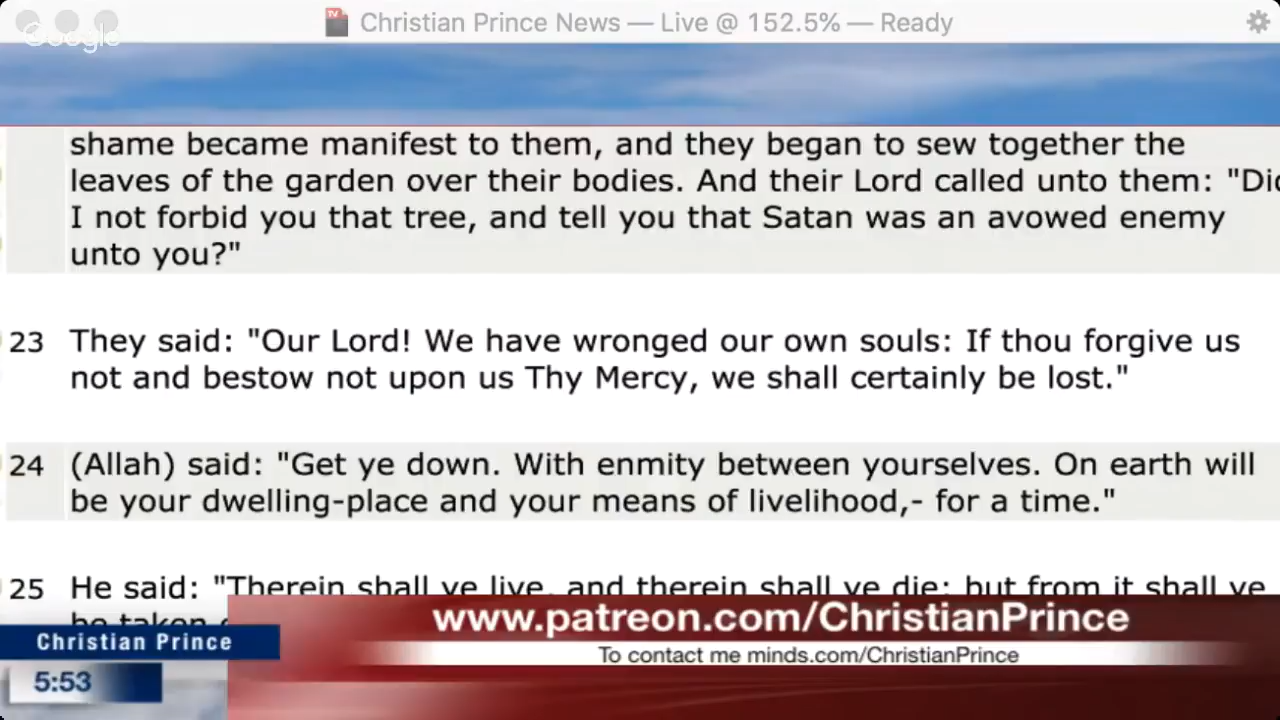 Christian Prince News — Live @ 152.5% — Ready
Google
shame became manifest to them, and they began to sew together the
leaves of the garden over their bodies. And their Lord called unto them: "Did
I not forbid you that tree, and tell you that Satan was an avowed enemy
unto you?"
23 They said: "Our Lord! We have wronged our own souls: If thou forgive us
not and bestow not upon us Thy Mercy, we shall certainly be lost."
24 (Allah) said: "Get ye down. With enmity between yourselves. On earth will
be your dwelling-place and your means of livelihood,- for a time."
25 He said: "Therein shall ye live, and therein shall ye die; but from it shall ye
be taken
www.patreon.com/ChristianPrince
Christian Prince
To contact me minds.com/ChristianPrince
5:53